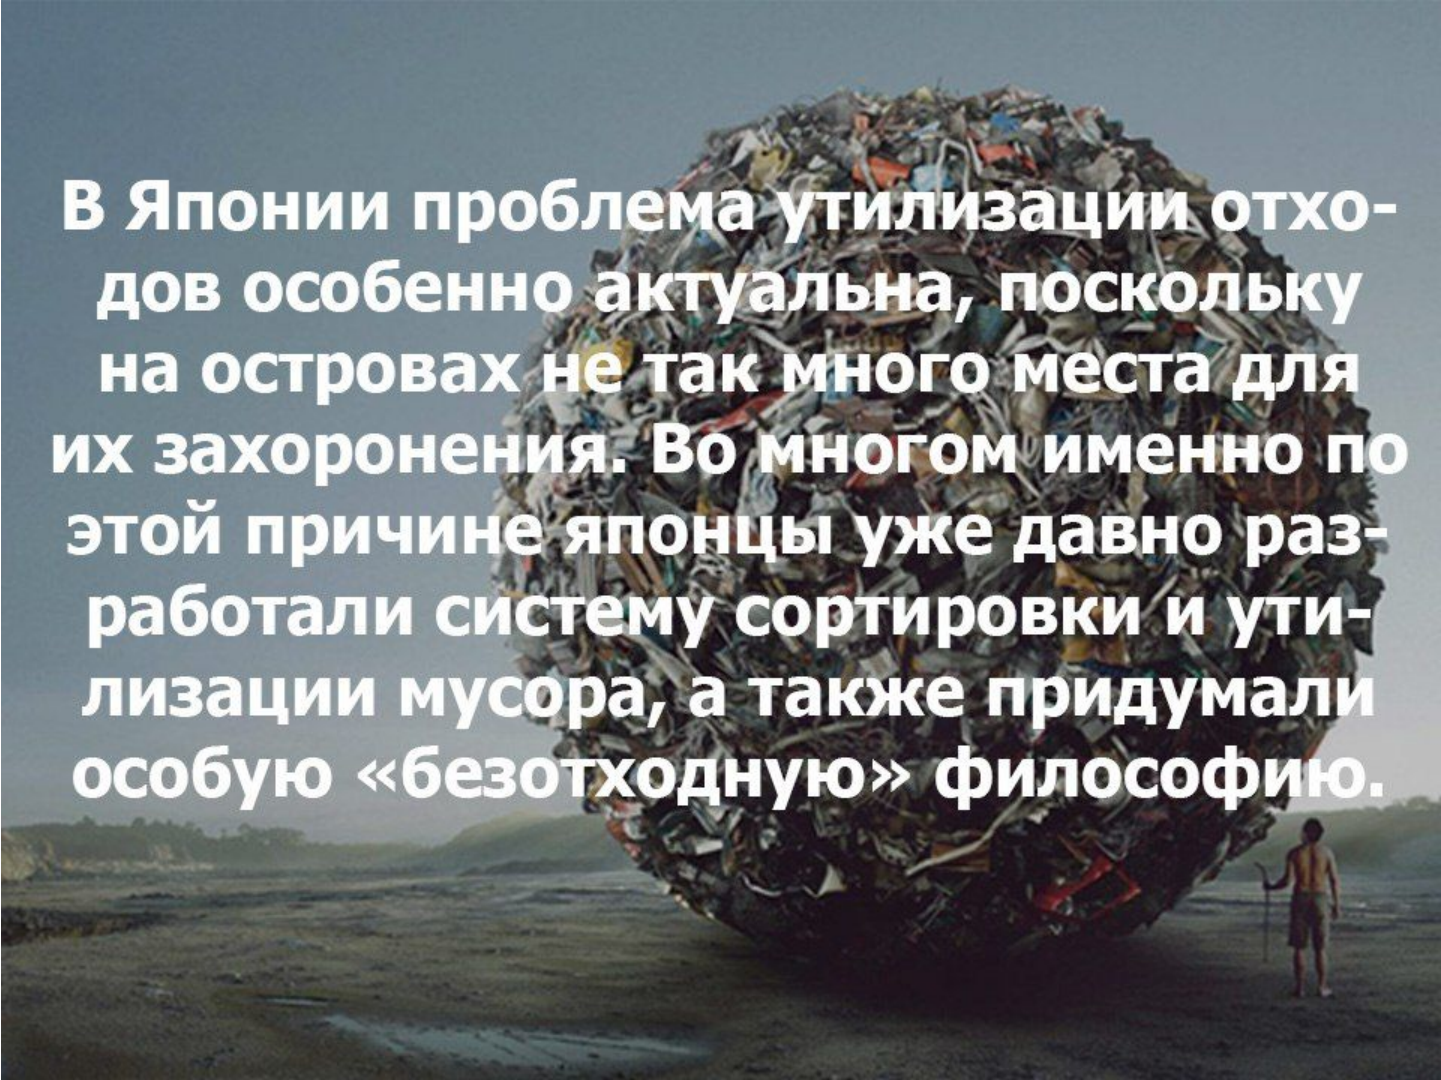 В Японии проблема утилизации отхо-
дов особенно актуальна, поскольку
на островах не так много места для
их захоронения. Во многом именно по
этой причине японцы уже давно раз-
работали систему сортировки и ути-
лизации мусора, а также придумали
особую «безотходную» философию.